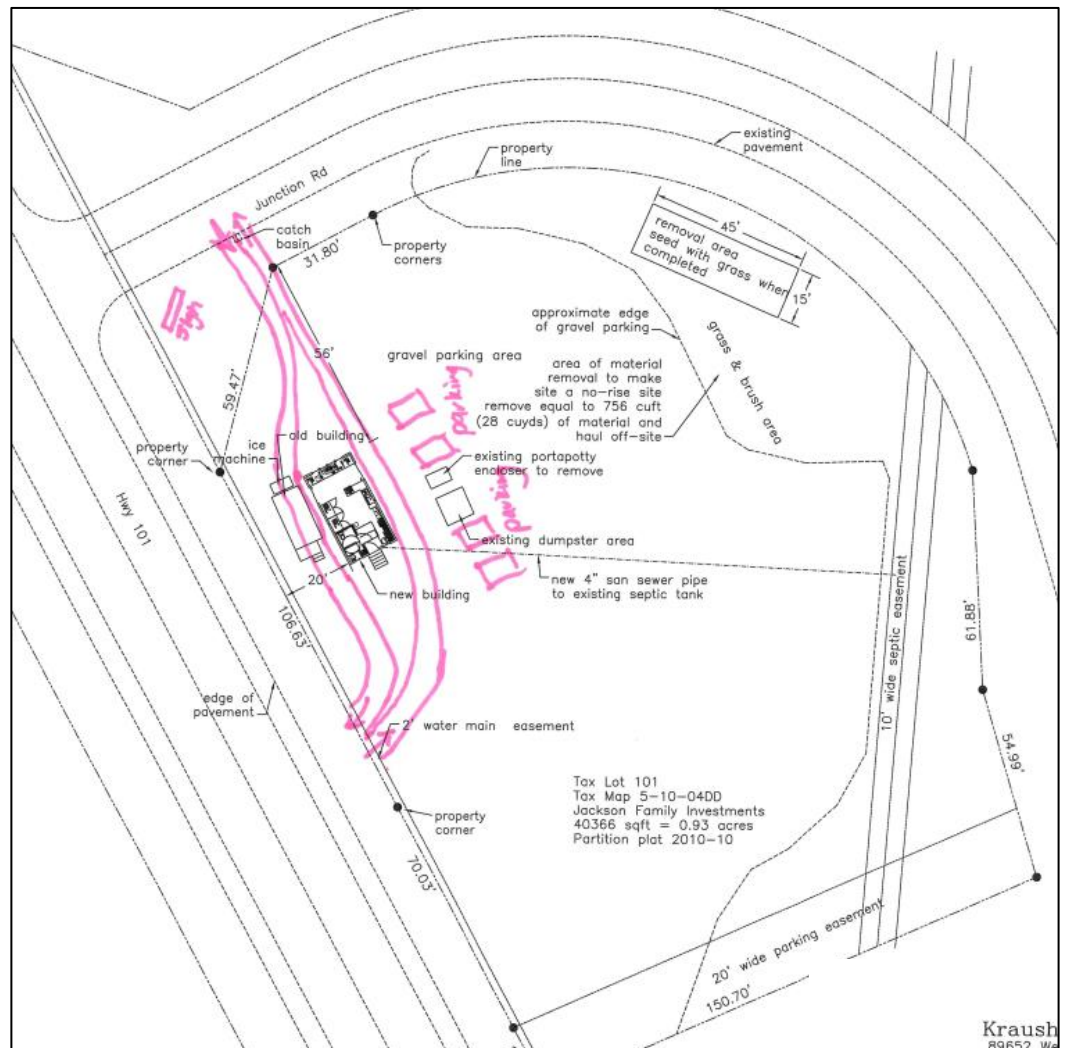 existing
pavement
property
line
Junction Rd
catch
basin
31.80'
property
corners
45'
removal area
seed with grass when
completed
15'
sign
approximate edge
of gravel parking
56'
gravel parking area
grass & brush area
area of material
removal to make
site a no-rise site
remove equal to 756 cuft
(28 cuyds) of material and
haul off-site
59.47'
parking
old building
ice
machine
property
corner
existing portapotty
encloser to remove
Hwy 101
parking
existing dumpster area
20'
new building
new 4" san sewer pipe
to existing septic tank
106.63'
10' wide septic easement
61.88'
edge of
pavement
2' water main easement
54.99'
Tax Lot 101
Tax Map 5-10-04DD
Jackson Family Investments
40366 sqft = 0.93 acres
Partition plat 2010-10
property
corner
70.03'
20' wide parking easement
150.70'
Kraush
89652 We